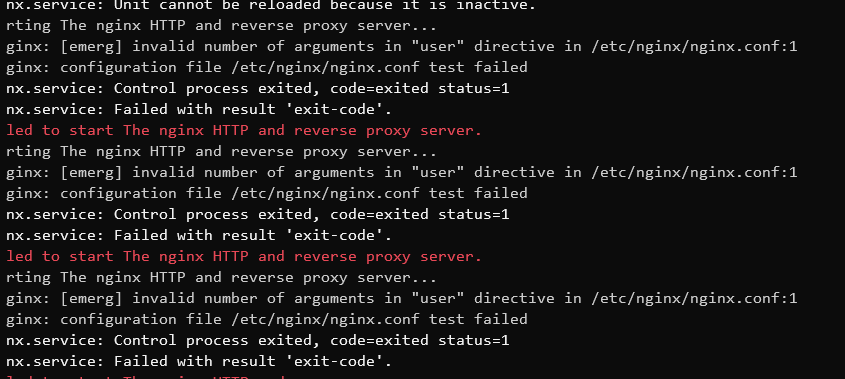 nx.service: Unit cannot be reloaded because it is inactive.
rting The nginx HTTP and reverse proxy server...
ginx: [emerg] invalid number of arguments in "user" directive in /etc/nginx/nginx.conf:1
ginx: configuration file /etc/nginx/nginx.conf test failed
nx.service: Control process exited, code=exited status=1
nx.service: Failed with result 'exit-code'.
led to start The nginx HTTP and reverse proxy server.
rting The nginx HTTP and reverse proxy server...
ginx: [emerg] invalid number of arguments in "user" directive in /etc/nginx/nginx.conf:1
ginx: configuration file /etc/nginx/nginx.conf test failed
nx.service: Control process exited, code=exited status=1
nx.service: Failed with result 'exit-code'.
led to start The nginx HTTP and reverse proxy server.
rting The nginx HTTP and reverse proxy server...
ginx: [emerg] invalid number of arguments in "user" directive in /etc/nginx/nginx.conf:1
ginx: configuration file /etc/nginx/nginx.conf test failed
nx.service: Control process exited, code=exited status=1
nx.service: Failed with result 'exit-code'.